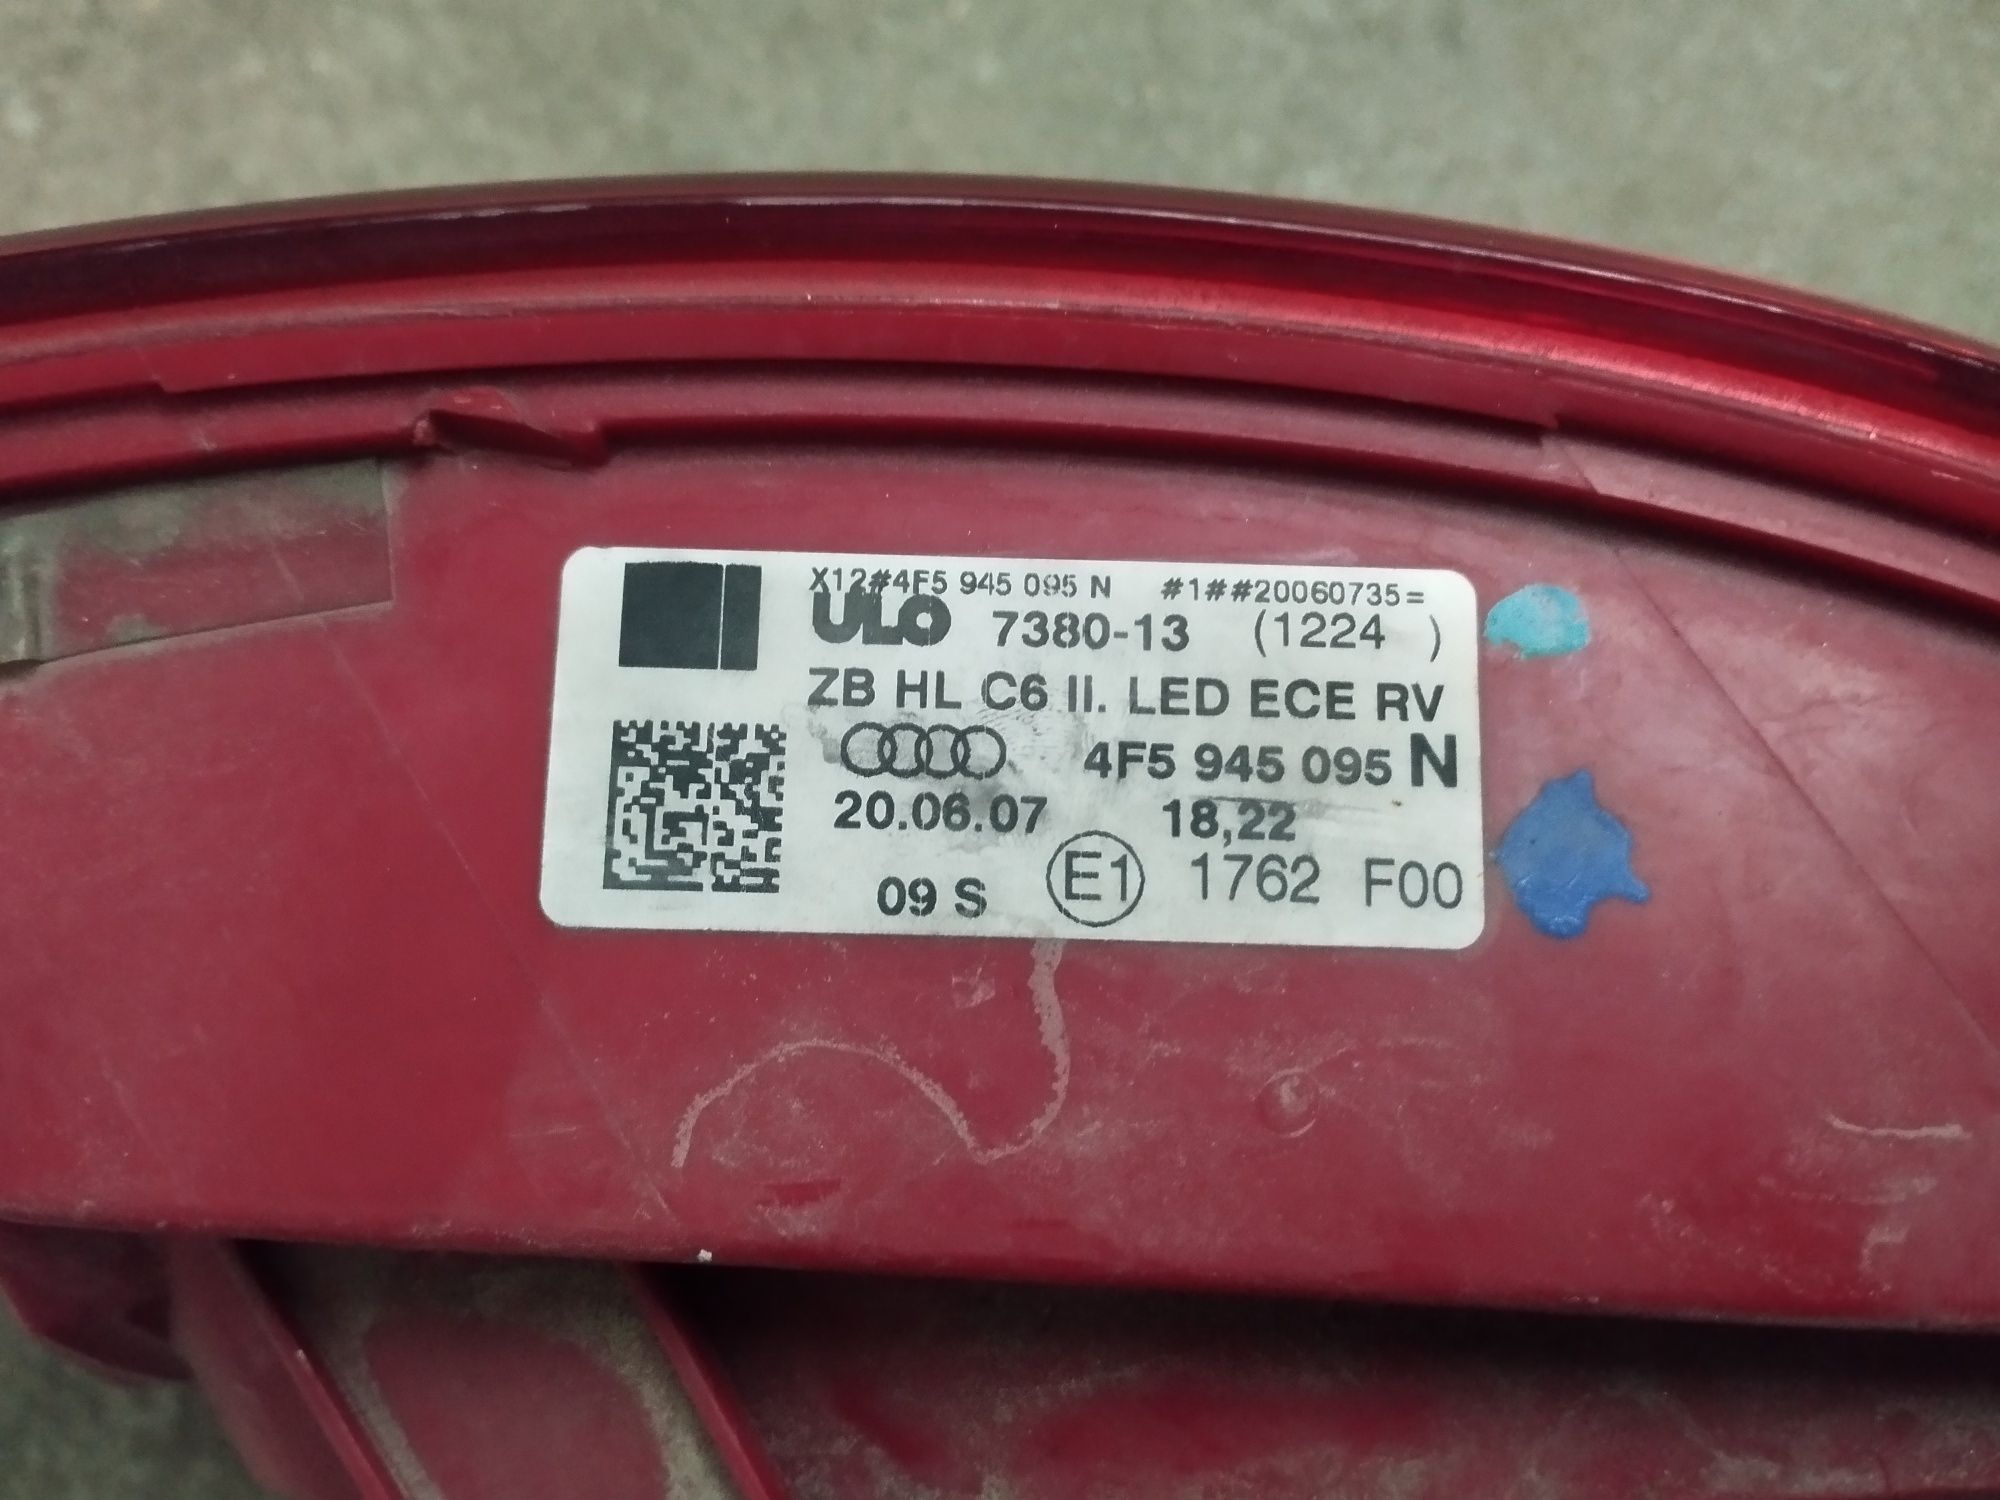 X12#4F5 945 095 N #1##20060735=
ULO 7380-13 (1224 )
ZB HL C6 II. LED ECE RV
4F5 945 095 N
20.06.07 18,22
09 S E1 1762 F00